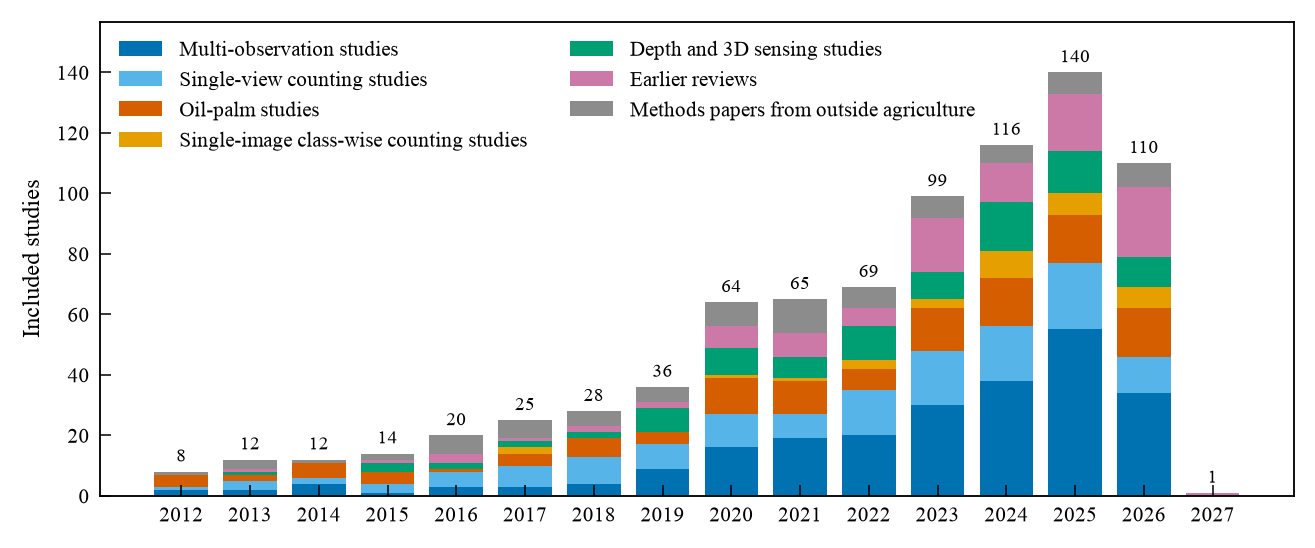 Multi-observation studies
Single-view counting studies
Oil-palm studies
Single-image class-wise counting studies
Depth and 3D sensing studies
Earlier reviews
Methods papers from outside agriculture
Included studies
140
120
100
80
60
40
20
0
8
12
12
14
20
25
28
36
64
65
69
99
116
140
110
1
2012 2013 2014 2015 2016 2017 2018 2019 2020 2021 2022 2023 2024 2025 2026 2027